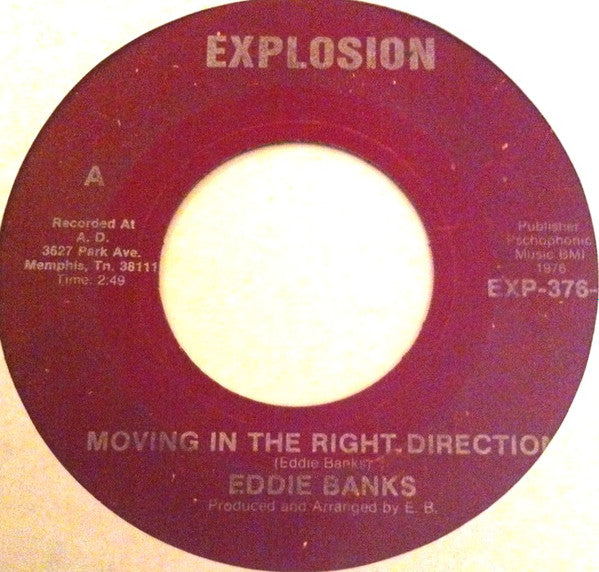 EXPLOSION
A
Recorded At
A. D.
3627 Park Ave.
Memphis, Tn. 38111
Time: 2:49
Publisher
Pschophonic
Music BMI
1976
EXP-376-
MOVING IN THE RIGHT DIRECTION
(Eddie Banks)
EDDIE BANKS
Produced and Arranged by E. B.